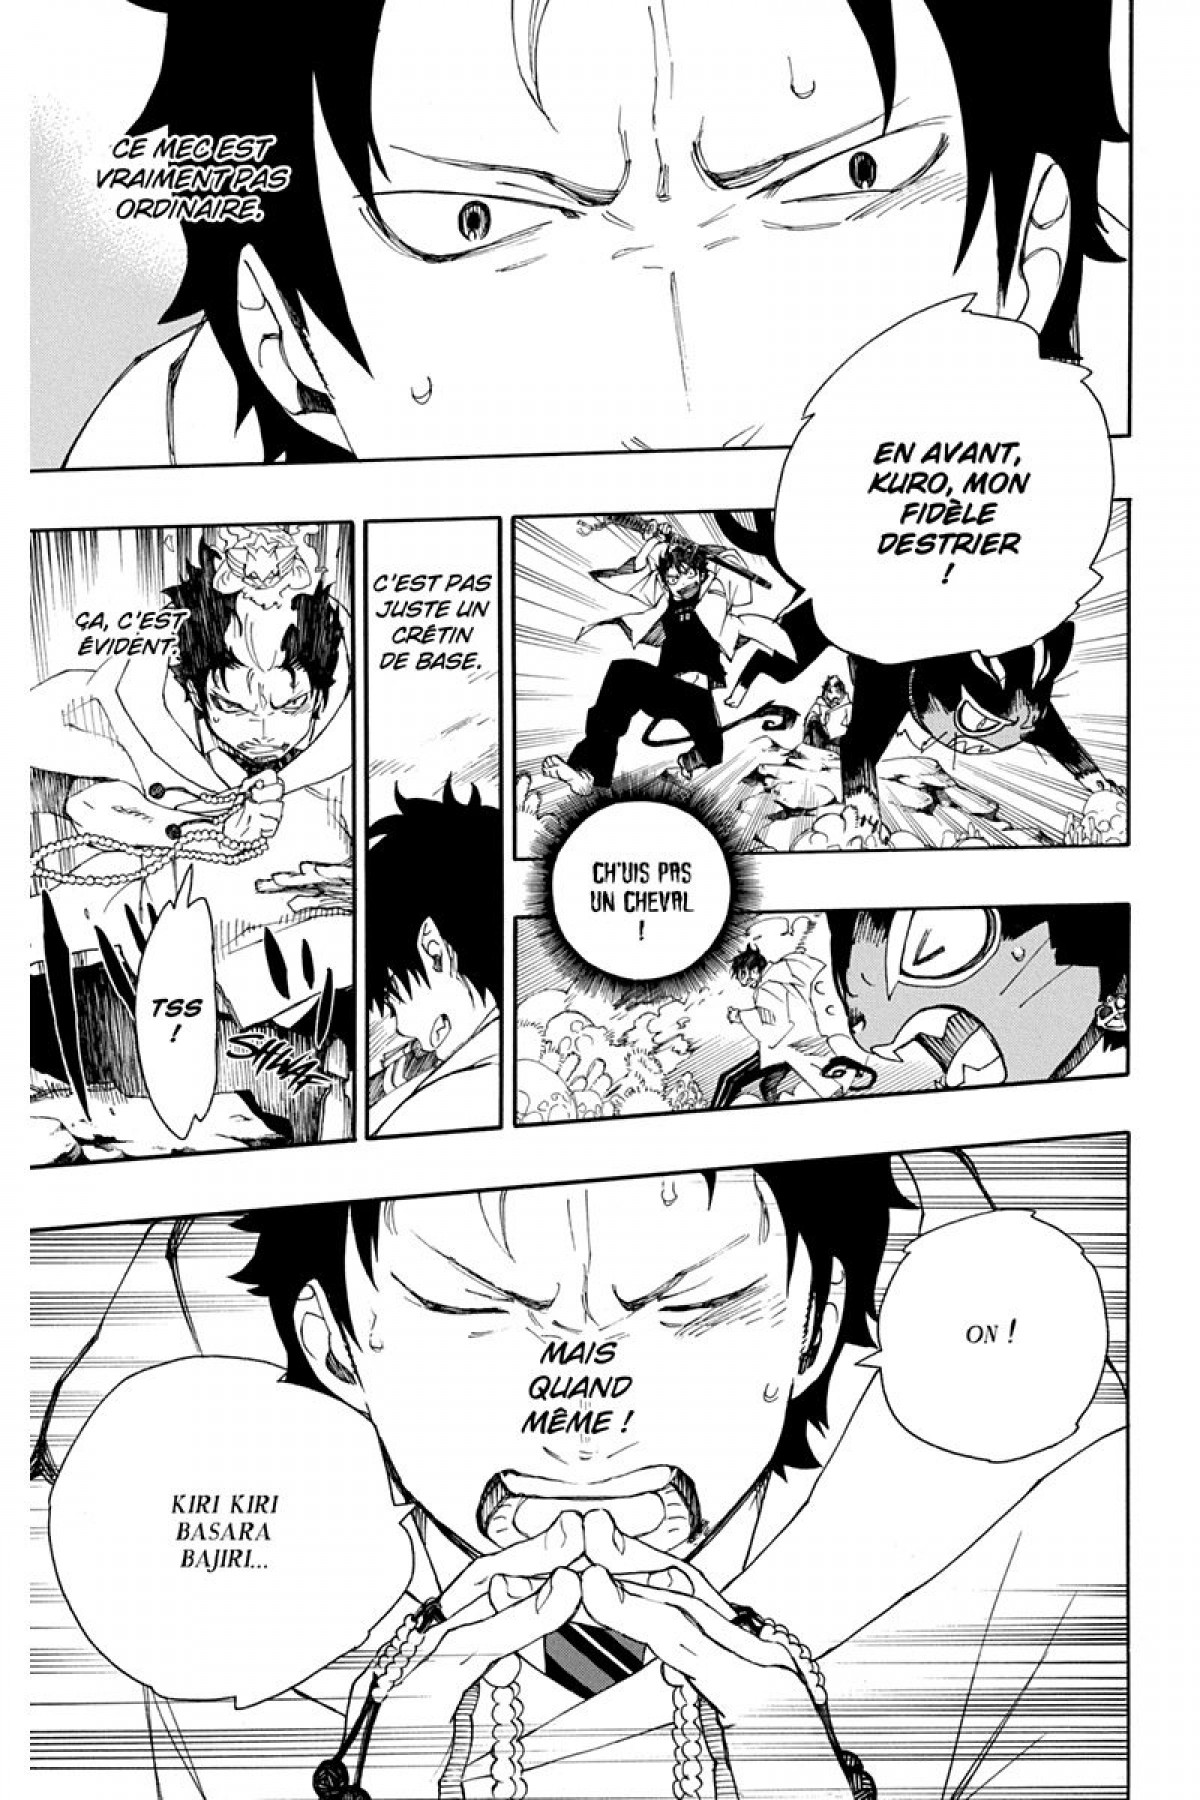 CE MEC EST
VRAIMENT PAS
ORDINAIRE.
EN AVANT,
KURO, MON
FIDÈLE
DESTRIER
!
CH'UIS PAS
UN CHEVAL
!
C'EST PAS
JUSTE UN
CRÉTIN
DE BASE.
ÇA, C'EST
ÉVIDENT.
TSS
!
SHWAF
ON !
MAIS
QUAND
MÊME !
KIRI KIRI
BASARA
BAJIRI...